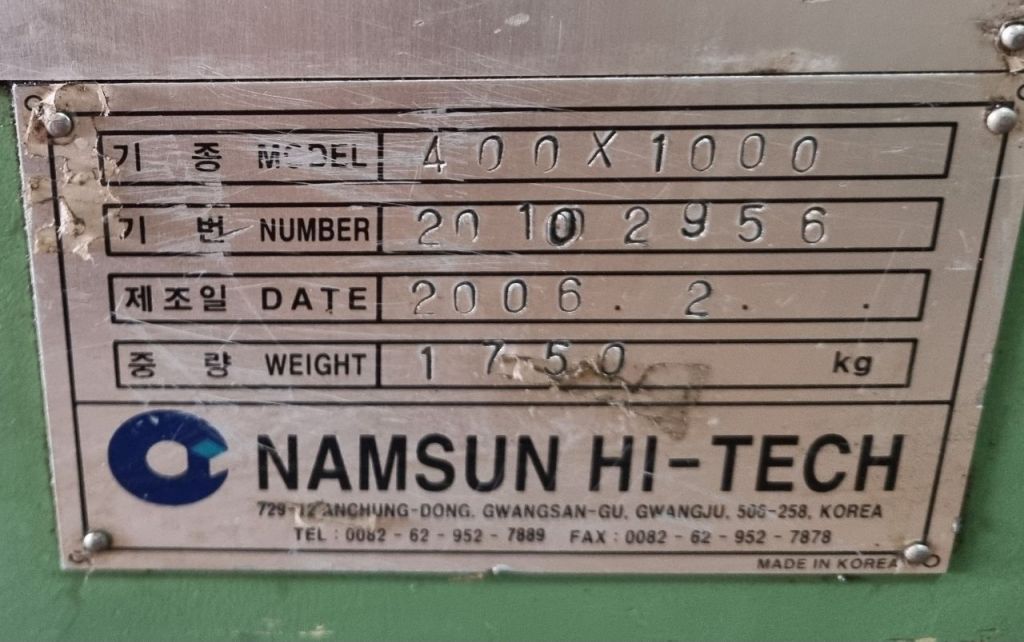 기 종 MODEL 400X1000
기 번 NUMBER 20102956
제조일 DATE 2006. 2. .
중 량 WEIGHT 1750 kg
NAMSUN HI-TECH
729-12 ANCHUNG-DONG, GWANGSAN-GU, GWANGJU, 506-258, KOREA
TEL : 0082 - 62 - 952 - 7889 FAX : 0082 - 62 - 952 - 7878
MADE IN KOREA